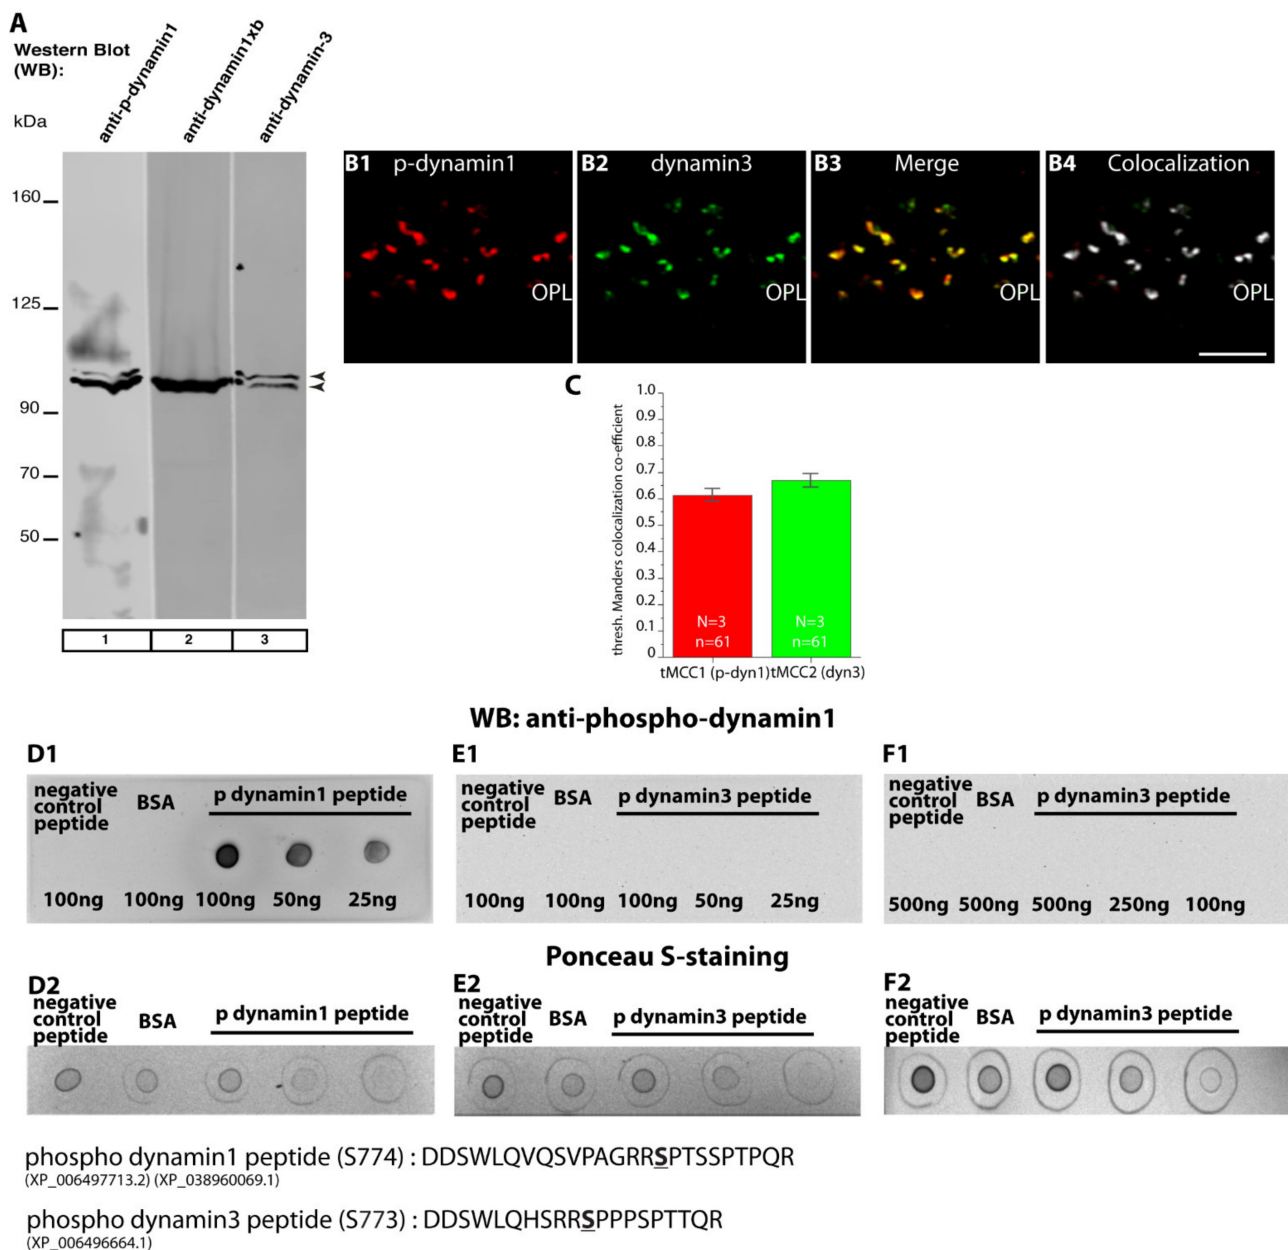 A
Western Blot
(WB):
anti-p-dynamin1
anti-dynamin1xb
anti-dynamin-3
kDa
160
125
90
70
50
1 2 3
B1 p-dynamin1
OPL
B2 dynamin3
OPL
B3 Merge
OPL
B4 Colocalization
OPL
C
thresh. Manders colocalization co-efficient
1.0
0.9
0.8
0.7
0.6
0.5
0.4
0.3
0.2
0.1
0
N=3
n=61
N=3
n=61
tMCC1 (p-dyn1) tMCC2 (dyn3)
WB: anti-phospho-dynamin1
D1
negative
control
peptide
BSA
p dynamin1 peptide
100ng 100ng 100ng 50ng 25ng
E1
negative
control
peptide
BSA
p dynamin3 peptide
100ng 100ng 100ng 50ng 25ng
F1
negative
control
peptide
BSA
p dynamin3 peptide
500ng 500ng 500ng 250ng 100ng
Ponceau S-staining
D2
negative
control
peptide
BSA
p dynamin1 peptide
E2
negative
control
peptide
BSA
p dynamin3 peptide
F2
negative
control
peptide
BSA
p dynamin3 peptide
phospho dynamin1 peptide (S774) : DDSWLQVQSVPAGRRSPTSSPTPQR
(XP_006497713.2) (XP_038960069.1)
phospho dynamin3 peptide (S773) : DDSWLQHSRRSPPPSPTTQR
(XP_006496664.1)